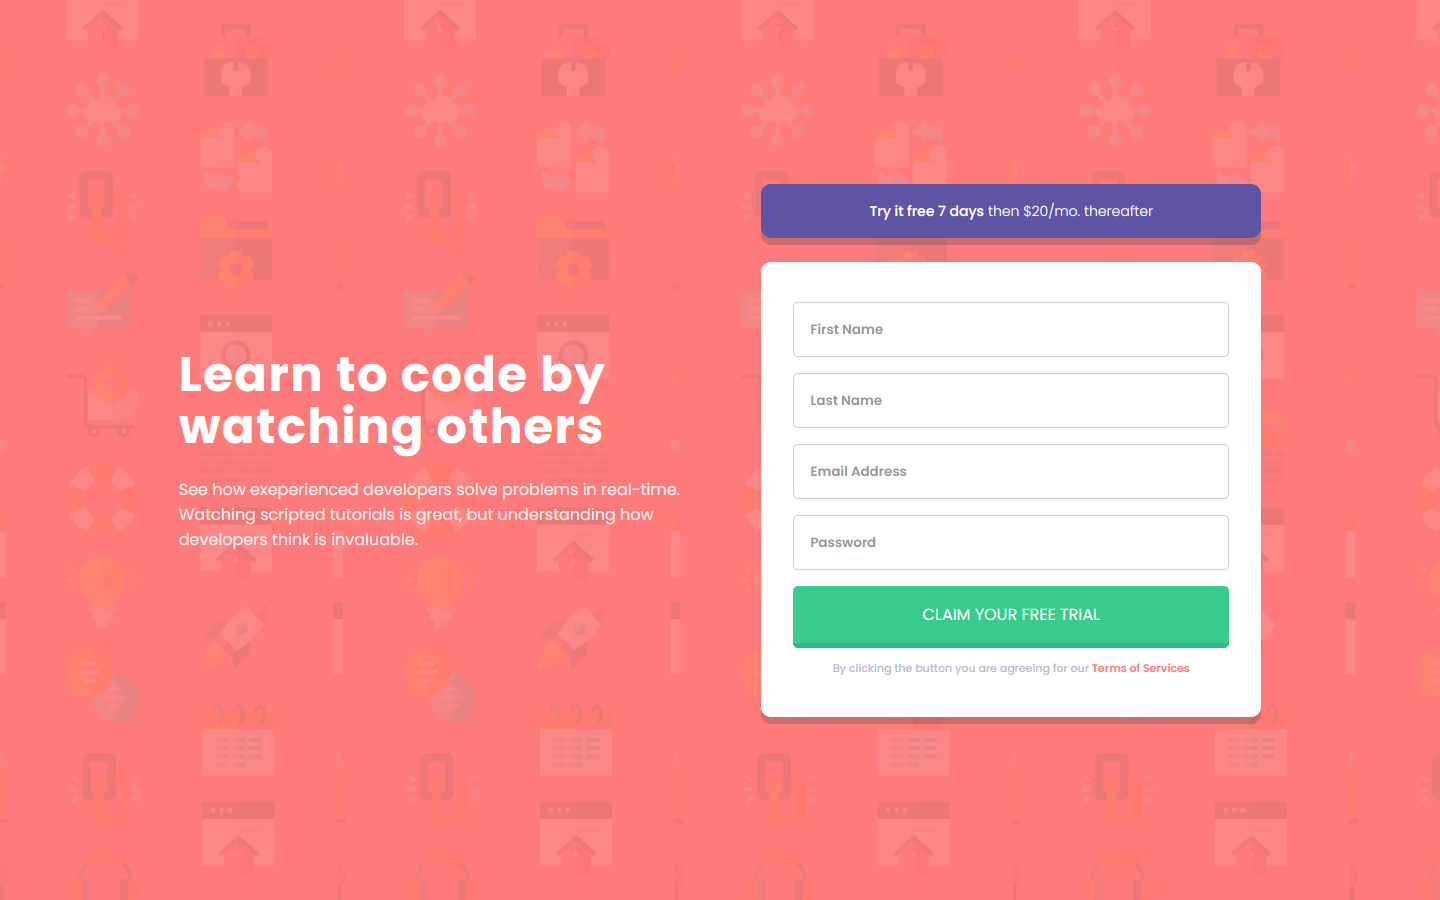 Learn to code by
watching others
See how exeperienced developers solve problems in real-time.
Watching scripted tutorials is great, but understanding how
developers think is invaluable.
Try it free 7 days then $20/mo. thereafter
First Name
Last Name
Email Address
Password
CLAIM YOUR FREE TRIAL
By clicking the button you are agreeing for our Terms of Services